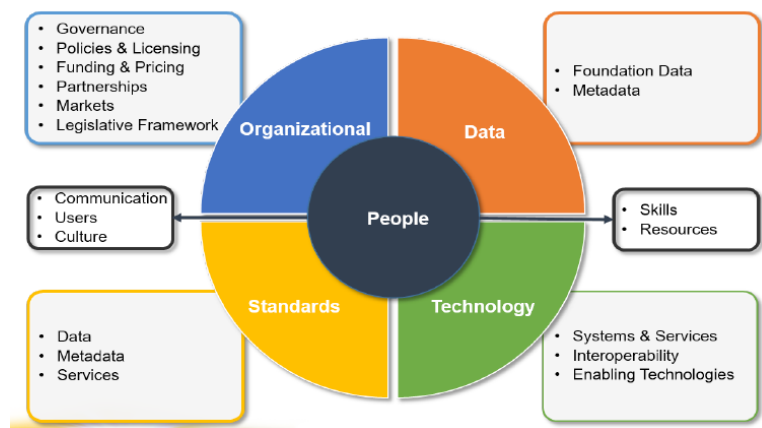 • Governance
• Policies & Licensing
• Funding & Pricing
• Partnerships
• Markets
• Legislative Framework
Organizational
Data
• Foundation Data
• Metadata
• Communication
• Users
• Culture
People
• Skills
• Resources
Standards
Technology
• Data
• Metadata
• Services
• Systems & Services
• Interoperability
• Enabling Technologies